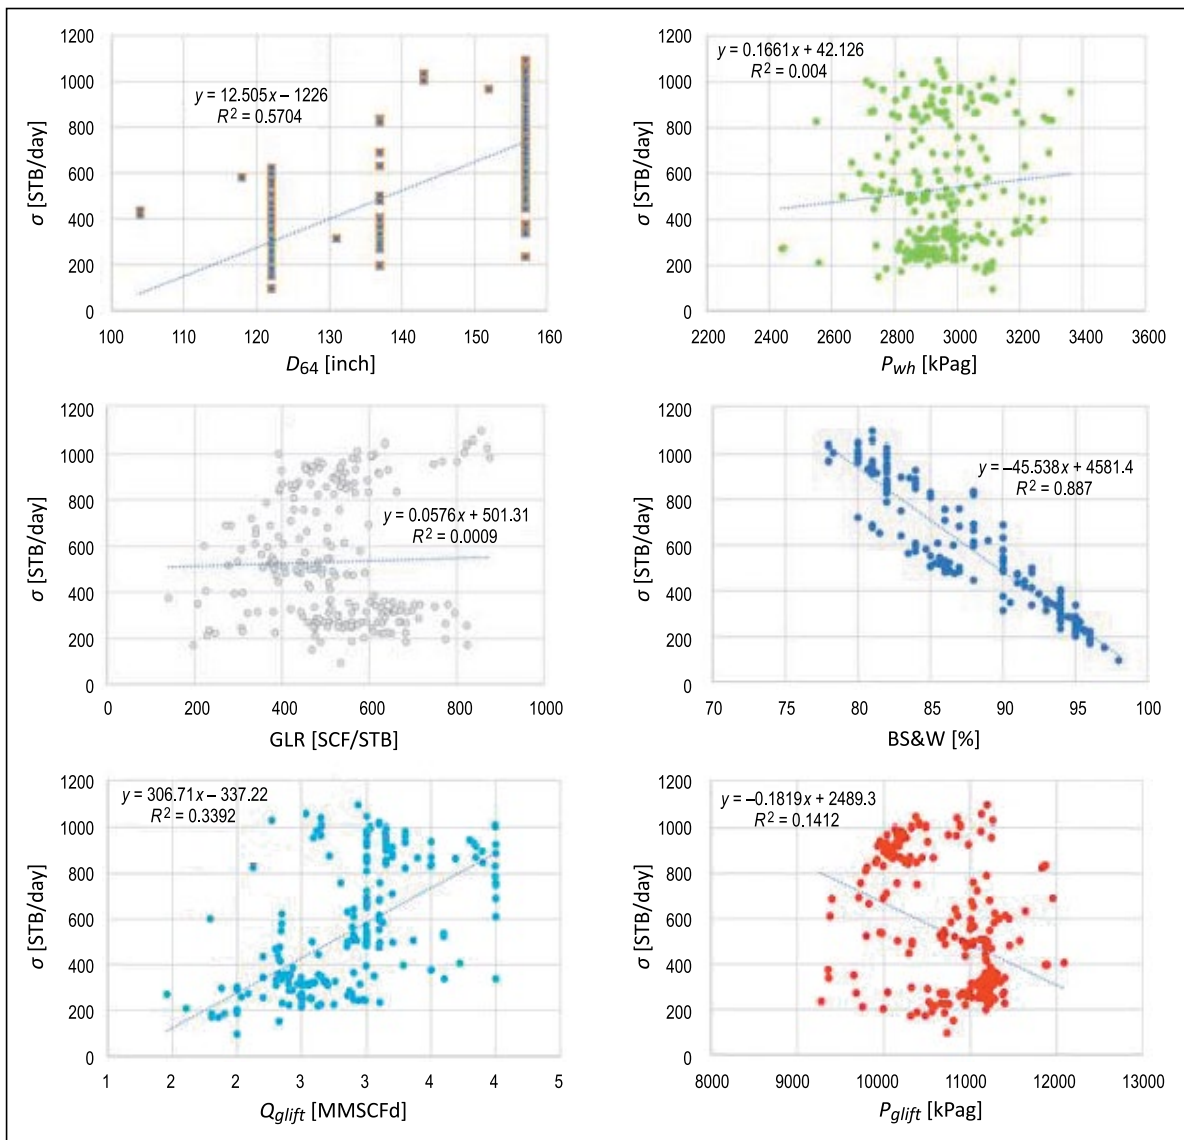 1200
1000
800
600
400
200
0
σ [STB/day]
y = 12.505x – 1226
R² = 0.5704
100 110 120 130 140 150 160
D₆₄ [inch]
1200
1000
800
600
400
200
0
σ [STB/day]
y = 0.1661x + 42.126
R² = 0.004
2200 2400 2600 2800 3000 3200 3400 3600
P_wh [kPag]
1200
1000
800
600
400
200
0
σ [STB/day]
y = 0.0576x + 501.31
R² = 0.0009
0 200 400 600 800 1000
GLR [SCF/STB]
1200
1000
800
600
400
200
0
σ [STB/day]
y = –45.538x + 4581.4
R² = 0.887
70 75 80 85 90 95 100
BS&W [%]
1200
1000
800
600
400
200
0
σ [STB/day]
y = 306.71x – 337.22
R² = 0.3392
1 2 2 3 3 4 4 5
Q_glift [MMSCFd]
1200
1000
800
600
400
200
0
σ [STB/day]
y = –0.1819x + 2489.3
R² = 0.1412
8000 9000 10000 11000 12000 13000
P_glift [kPag]